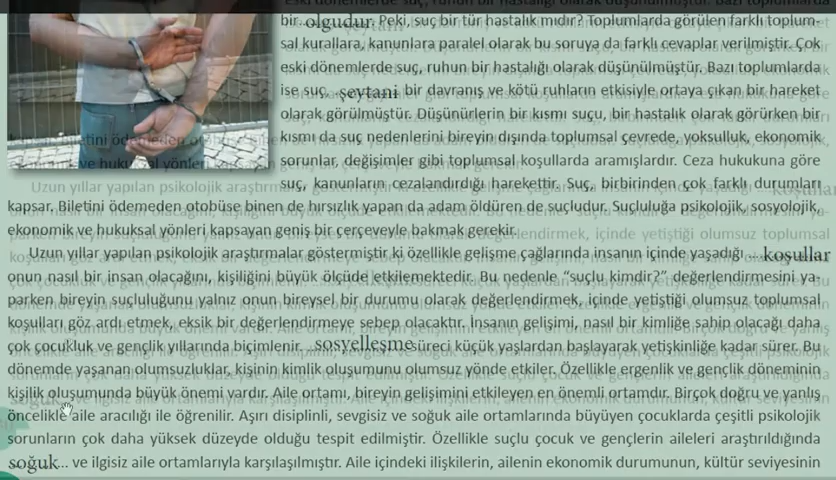 bir...olgudur. Peki, suç bir tür hastalık mıdır? Toplumlarda görülen farklı toplum-
sal kurallara, kanunlara paralel olarak bu soruya da farklı cevaplar verilmiştir. Çok
eski dönemlerde suç, ruhun bir hastalığı olarak düşünülmüştür. Bazı toplumlarda
ise suç, ..şeytani bir davranış ve kötü ruhların etkisiyle ortaya çıkan bir hareket
olarak görülmüştür. Düşünürlerin bir kısmı suçu, bir hastalık olarak görürken bir
kısmı da suç nedenlerini bireyin dışında toplumsal çevrede, yoksulluk, ekonomik
sorunlar, değişimler gibi toplumsal koşullarda aramışlardır. Ceza hukukuna göre
suç, kanunların cezalandırdığı harekettir. Suç, birbirinden çok farklı durumları
kapsar. Biletini ödemeden otobüse binen de hırsızlık yapan da adam öldüren de suçludur. Suçluluğa psikolojik, sosyolojik,
ekonomik ve hukuksal yönleri kapsayan geniş bir çerçeveyle bakmak gerekir.
Uzun yıllar yapılan psikolojik araştırmalar göstermiştir ki özellikle gelişme çağlarında insanın içinde yaşadığı ...koşullar
onun nasıl bir insan olacağını, kişiliğini büyük ölçüde etkilemektedir. Bu nedenle “suçlu kimdir?” değerlendirmesini ya-
parken bireyin suçluluğunu yalnız onun bireysel bir durumu olarak değerlendirmek, içinde yetiştiği olumsuz toplumsal
koşulları göz ardı etmek, eksik bir değerlendirmeye sebep olacaktır. İnsanın gelişimi, nasıl bir kimliğe sahip olacağı daha
çok çocukluk ve gençlik yıllarında biçimlenir. ...sosyelleşme süreci küçük yaşlardan başlayarak yetişkinliğe kadar sürer. Bu
dönemde yaşanan olumsuzluklar, kişinin kimlik oluşumunu olumsuz yönde etkiler. Özellikle ergenlik ve gençlik döneminin
kişilik oluşumunda büyük önemi vardır. Aile ortamı, bireyin gelişimini etkileyen en önemli ortamdır. Birçok doğru ve yanlış
öncelikle aile aracılığı ile öğrenilir. Aşırı disiplinli, sevgisiz ve soğuk aile ortamlarında büyüyen çocuklarda çeşitli psikolojik
sorunların çok daha yüksek düzeyde olduğu tespit edilmiştir. Özellikle suçlu çocuk ve gençlerin aileleri araştırıldığında
soğuk... ve ilgisiz aile ortamlarıyla karşılaşılmıştır. Aile içindeki ilişkilerin, ailenin ekonomik durumunun, kültür seviyesinin